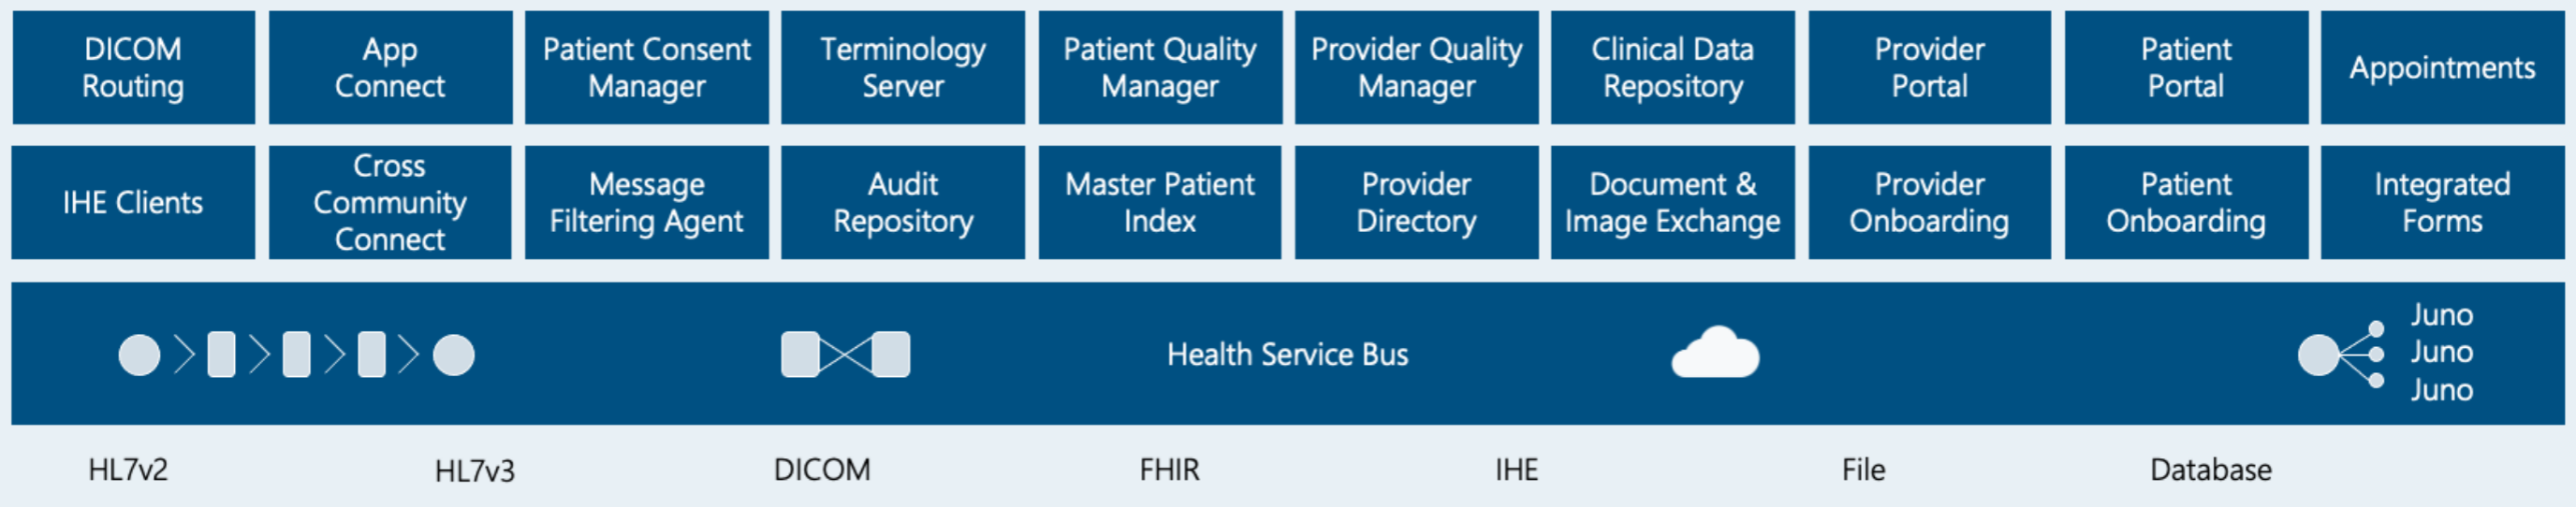 DICOM
Routing
App
Connect
Patient Consent
Manager
Terminology
Server
Patient Quality
Manager
Provider Quality
Manager
Clinical Data
Repository
Provider
Portal
Patient
Portal
Appointments
IHE Clients
Cross
Community
Connect
Message
Filtering Agent
Audit
Repository
Master Patient
Index
Provider
Directory
Document &
Image Exchange
Provider
Onboarding
Patient
Onboarding
Integrated
Forms
Health Service Bus
Juno
Juno
Juno
HL7v2
HL7v3
DICOM
FHIR
IHE
File
Database